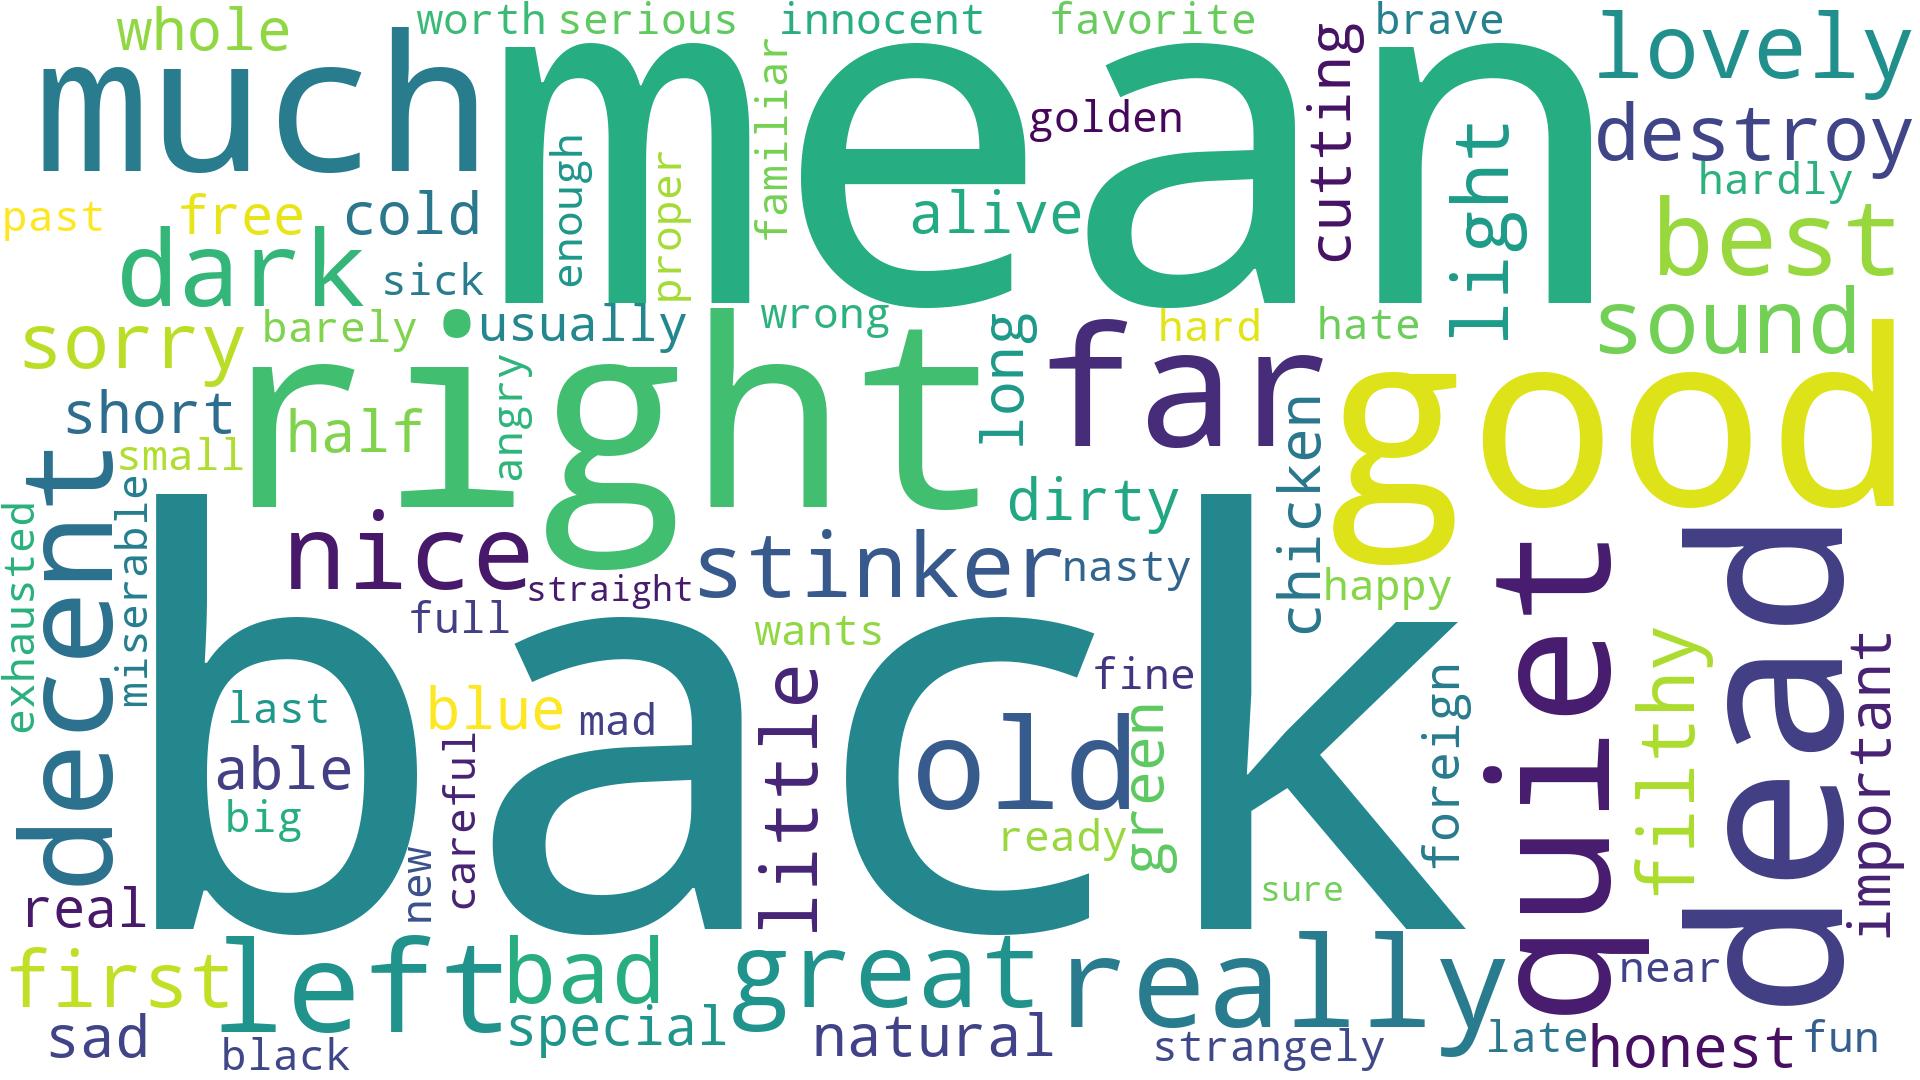 whole
worth
serious
innocent
favorite
brave
lovely
much
mean
familiar
golden
cutting
light
destroy
hardly
enough
proper
past
free
cold
alive
best
dark
sick
sorry
barely
usually
wrong
long
far
hard
hate
sound
right
good
short
half
angry
small
chicken
decent
dirty
exhausted
miserable
nice
stinker
nasty
straight
happy
quiet
dead
back
full
wants
fine
little
filthy
important
last
blue
mad
old
green
foreign
able
big
careful
ready
new
sure
real
first
left
bad
great
really
near
sad
special
natural
strangely
late
honest
fun
black